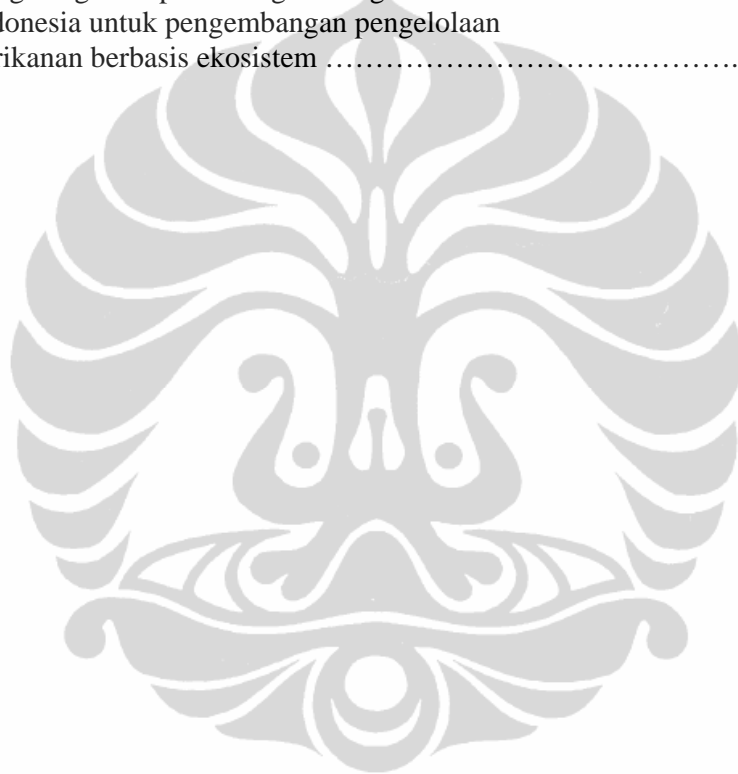 donesia untuk pengembangan pengelolaan
rikanan berbasis ekosistem …………………………..……….